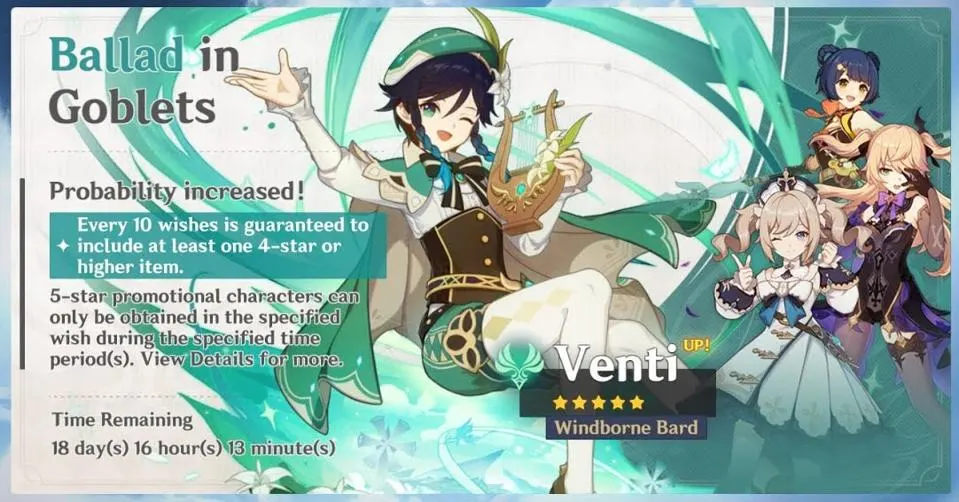 Ballad in
Goblets
Probability increased!
Every 10 wishes is guaranteed to
include at least one 4-star or
higher item.
5-star promotional characters can
only be obtained in the specified
wish during the specified time
period(s). View Details for more.
Time Remaining
18 day(s) 16 hour(s) 13 minute(s)
Venti UP!
Windborne Bard